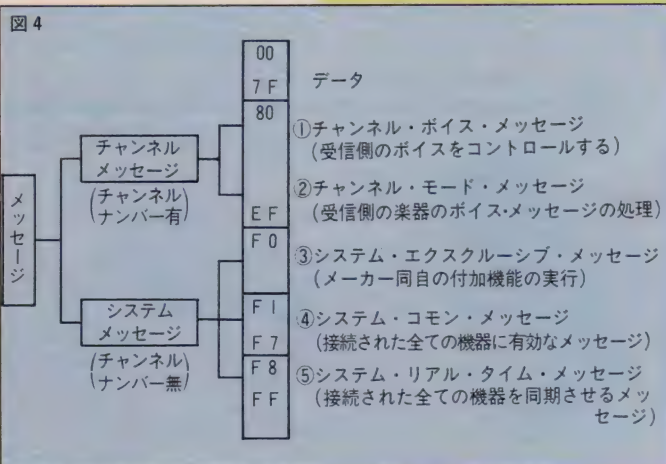 図4
メッセージ
チャンネル
メッセージ
(チャンネル
ナンバー有)
システム
メッセージ
(チャンネル
ナンバー無)
00
7F
データ
80
①チャンネル・ボイス・メッセージ
(受信側のボイスをコントロールする)
②チャンネル・モード・メッセージ
EF
(受信側の楽器のボイス・メッセージの処理)
F0
③システム・エクスクルーシブ・メッセージ
(メーカー同自の付加機能の実行)
F1
④システム・コモン・メッセージ
F7
(接続された全ての機器に有効なメッセージ)
F8
⑤システム・リアル・タイム・メッセージ
FF
(接続された全ての機器を同期させるメッ
セージ)